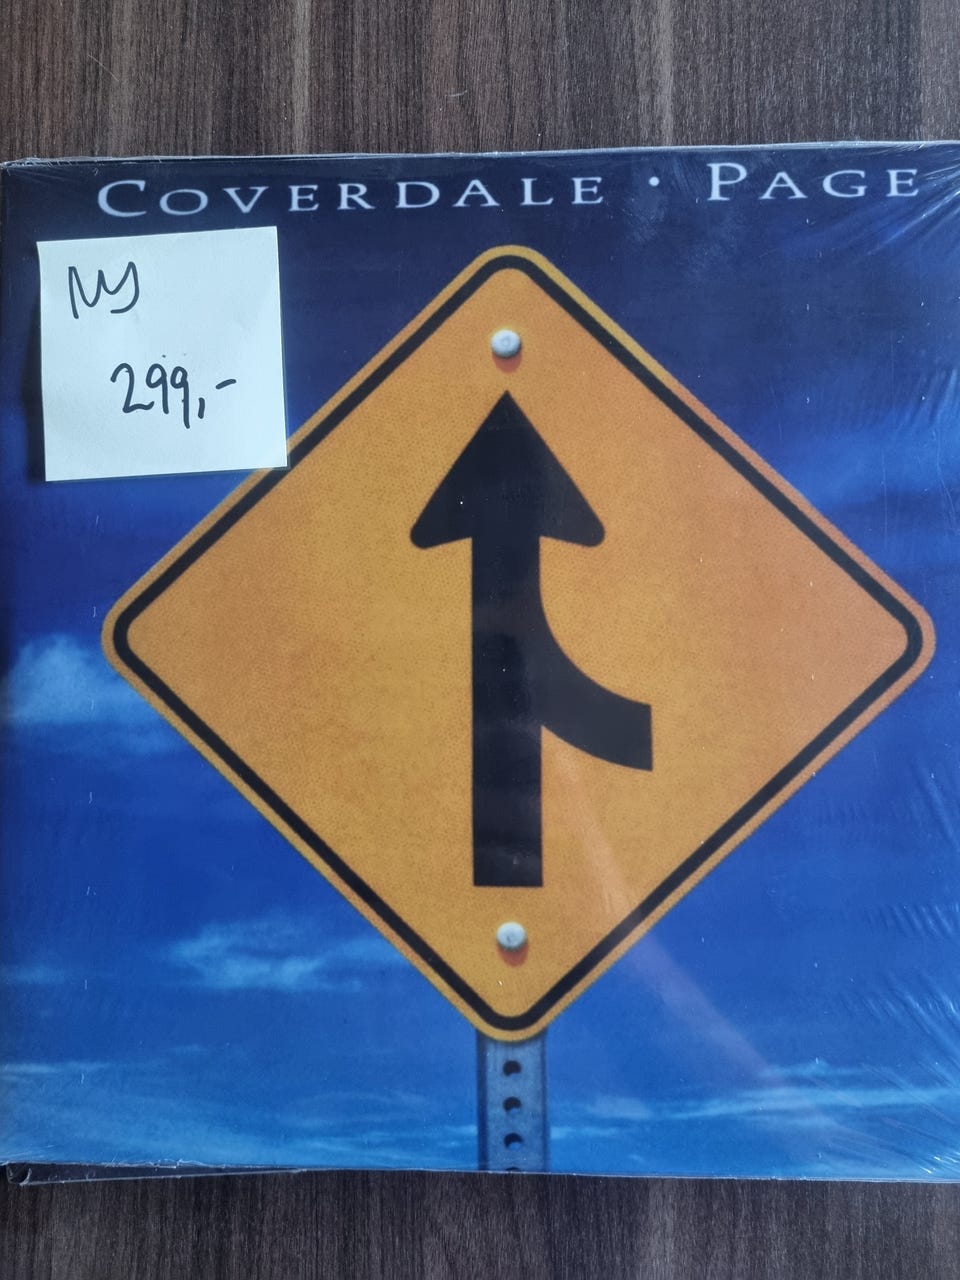 COVERDALE · PAGE
Ny
299,-